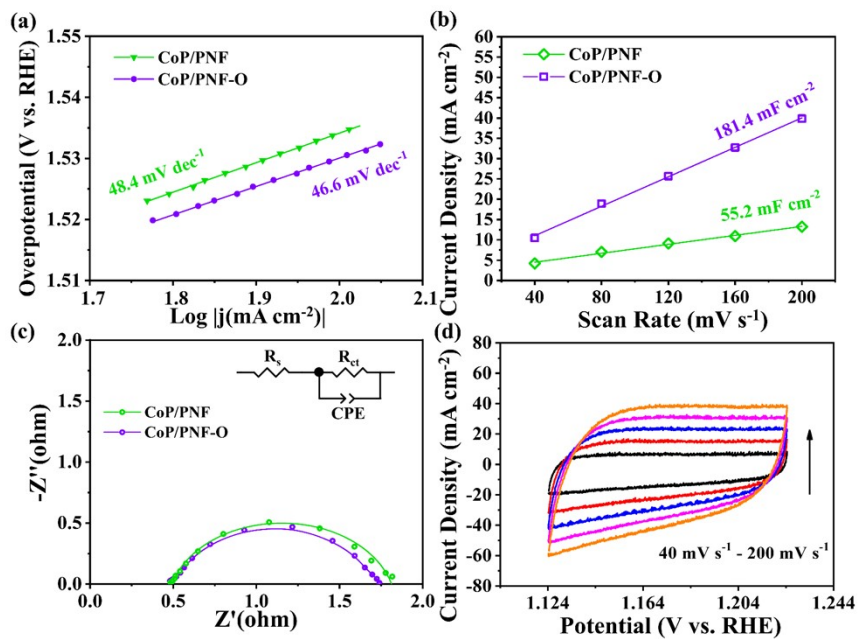 (a)
1.55
1.54
1.53
1.52
1.51
Overpotential (V vs. RHE)
CoP/PNF
CoP/PNF-O
48.4 mV dec⁻¹
46.6 mV dec⁻¹
1.7
1.8
1.9
2.0
2.1
Log |j(mA cm⁻²)|
(b)
60
55
50
45
40
35
30
25
20
15
10
5
0
Current Density (mA cm⁻²)
CoP/PNF
CoP/PNF-O
181.4 mF cm⁻²
55.2 mF cm⁻²
40
80
120
160
200
Scan Rate (mV s⁻¹)
(c)
2.0
1.5
1.0
0.5
0.0
-Z''(ohm)
Rs
Rct
CPE
CoP/PNF
CoP/PNF-O
0.0
0.5
1.0
1.5
2.0
Z'(ohm)
(d)
80
60
40
20
0
-20
-40
-60
-80
Current Density (mA cm⁻²)
40 mV s⁻¹ - 200 mV s⁻¹
1.124
1.164
1.204
1.244
Potential (V vs. RHE)